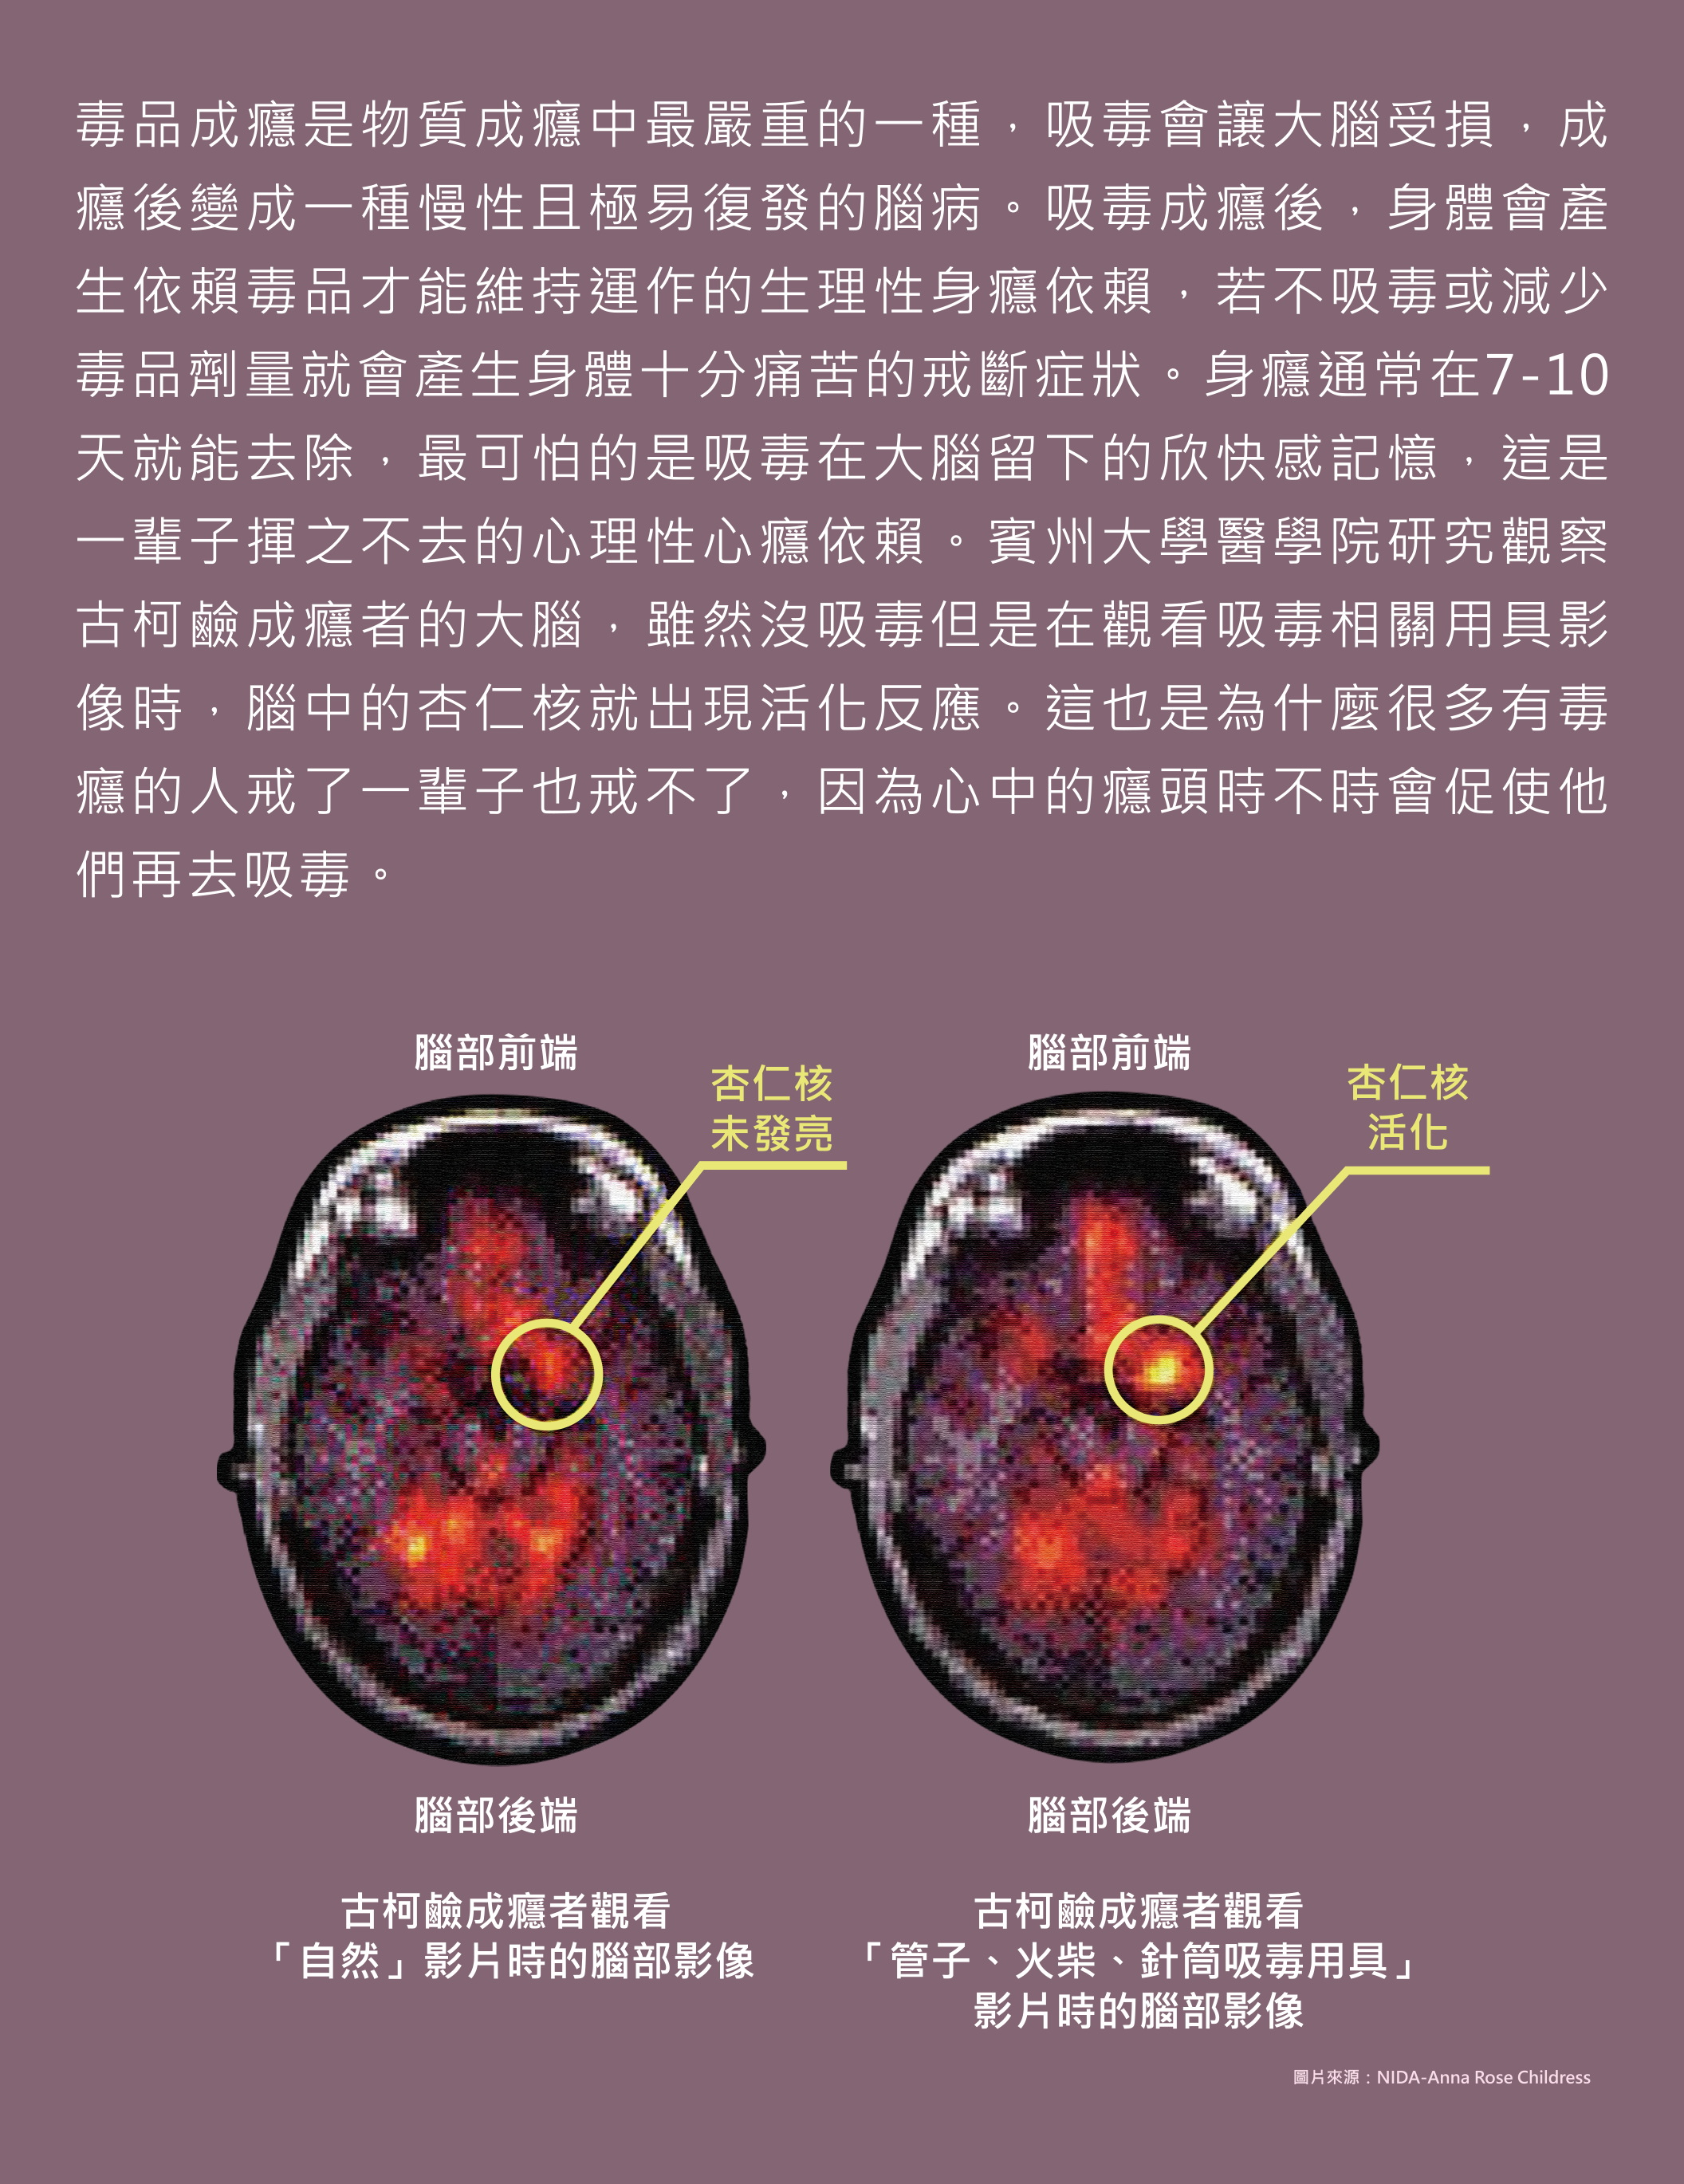 毒品成癮是物質成癮中最嚴重的一種，吸毒會讓大腦受損，成
癮後變成一種慢性且極易復發的腦病。吸毒成癮後，身體會產
生依賴毒品才能維持運作的生理性身癮依賴，若不吸毒或減少
毒品劑量就會產生身體十分痛苦的戒斷症狀。身癮通常在7-10
天就能去除，最可怕的是吸毒在大腦留下的欣快感記憶，這是
一輩子揮之不去的心理性心癮依賴。賓州大學醫學院研究觀察
古柯鹼成癮者的大腦，雖然沒吸毒但是在觀看吸毒相關用具影
像時，腦中的杏仁核就出現活化反應。這也是為什麼很多有毒
癮的人戒了一輩子也戒不了，因為心中的癮頭時不時會促使他
們再去吸毒。
腦部前端
杏仁核
未發亮
腦部後端
古柯鹼成癮者觀看
「自然」影片時的腦部影像
腦部前端
杏仁核
活化
腦部後端
古柯鹼成癮者觀看
「管子、火柴、針筒吸毒用具」
影片時的腦部影像
圖片來源：NIDA-Anna Rose Childress